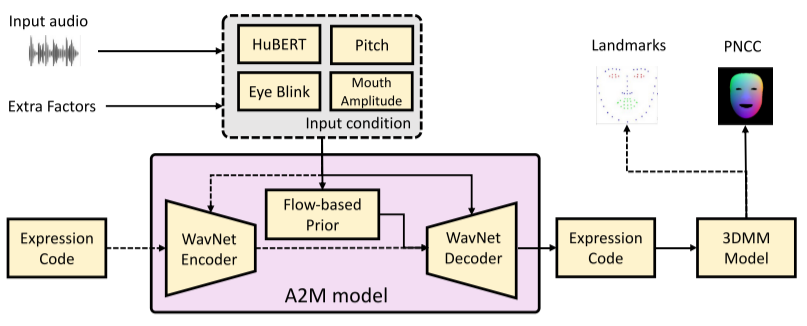 Input audio
Extra Factors
HuBERT
Pitch
Eye Blink
Mouth
Amplitude
Input condition
Landmarks
PNCC
Expression
Code
WavNet
Encoder
Flow-based
Prior
WavNet
Decoder
A2M model
Expression
Code
3DMM
Model